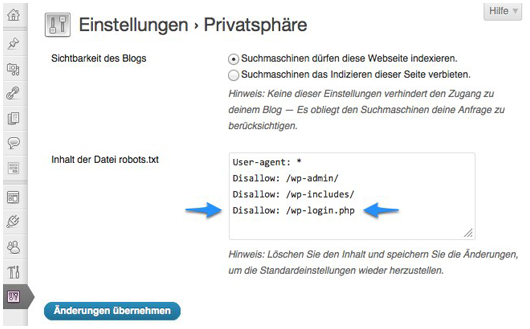 Hilfe
Einstellungen › Privatsphäre
Sichtbarkeit des Blogs
Suchmaschinen dürfen diese Webseite indexieren.
Suchmaschinen das Indizieren dieser Seite verbieten.
Hinweis: Keine dieser Einstellungen verhindert den Zugang zu
deinem Blog — Es obliegt den Suchmaschinen deine Anfrage zu
berücksichtigen.
Inhalt der Datei robots.txt
User-agent: *
Disallow: /wp-admin/
Disallow: /wp-includes/
Disallow: /wp-login.php
Hinweis: Löschen Sie den Inhalt und speichern Sie die Änderungen,
um die Standardeinstellungen wieder herzustellen.
Änderungen übernehmen